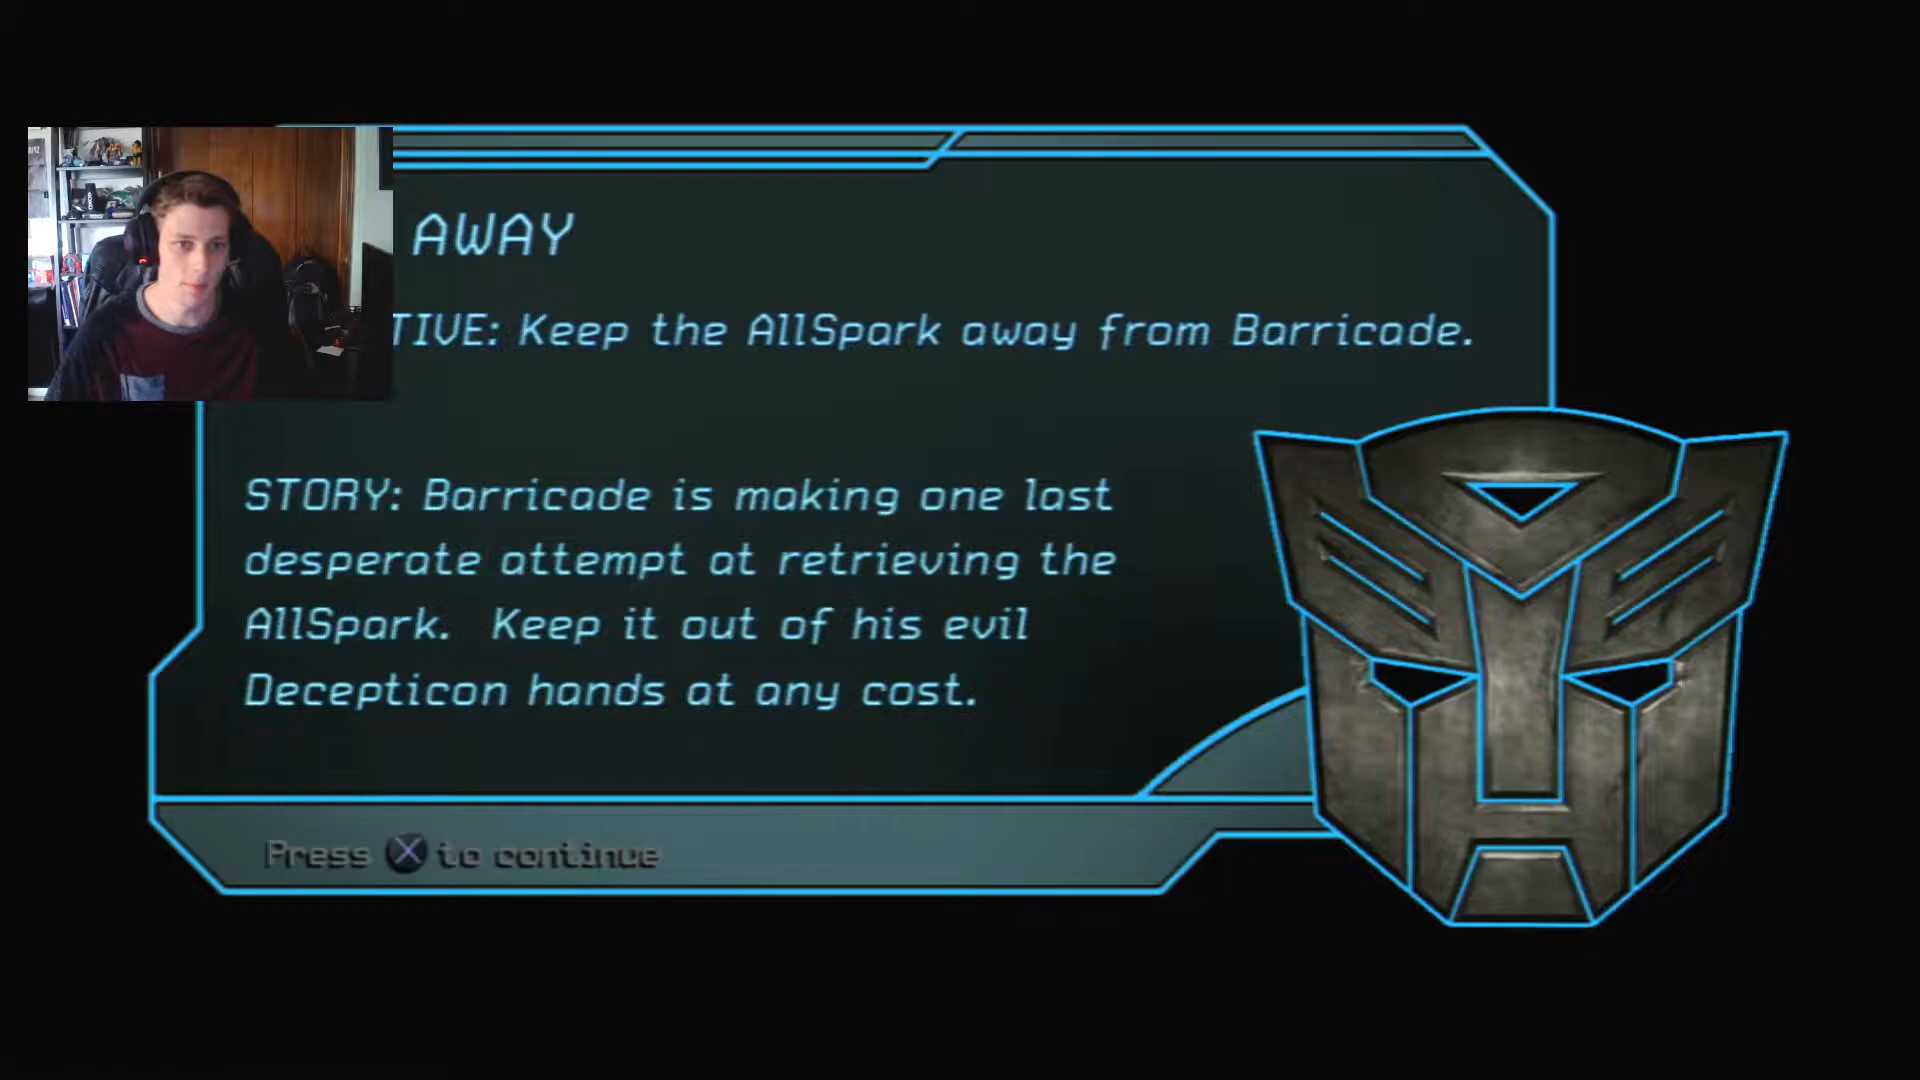 AWAY
TIVE: Keep the AllSpark away from Barricade.
STORY: Barricade is making one last
desperate attempt at retrieving the
AllSpark. Keep it out of his evil
Decepticon hands at any cost.
Press X to continue